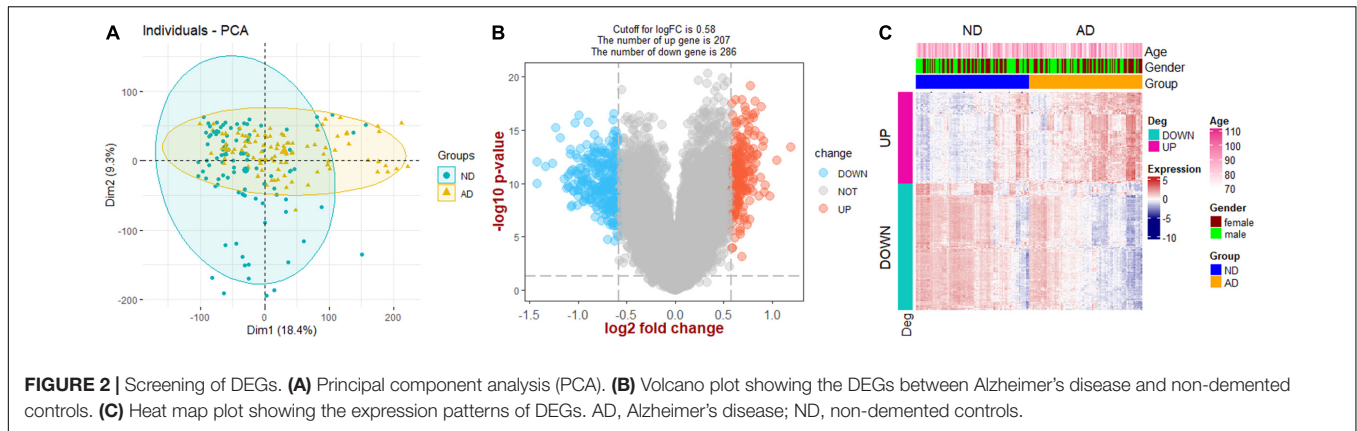 A
Individuals - PCA
100
0
-100
-200
Dim2 (9.3%)
-100
0
100
200
Dim1 (18.4%)
Groups
ND
AD
B
Cutoff for logFC is 0.58
The number of up gene is 207
The number of down gene is 286
20
15
10
5
0
-log10 p-value
-1.5
-1.0
-0.5
0.0
0.5
1.0
log2 fold change
change
DOWN
NOT
UP
C
ND
AD
Age
Gender
Group
UP
DOWN
Deg
Deg
DOWN
UP
Expression
5
0
-5
-10
Age
110
100
90
80
70
Gender
female
male
Group
ND
AD
FIGURE 2 | Screening of DEGs. (A) Principal component analysis (PCA). (B) Volcano plot showing the DEGs between Alzheimer's disease and non-demented
controls. (C) Heat map plot showing the expression patterns of DEGs. AD, Alzheimer's disease; ND, non-demented controls.